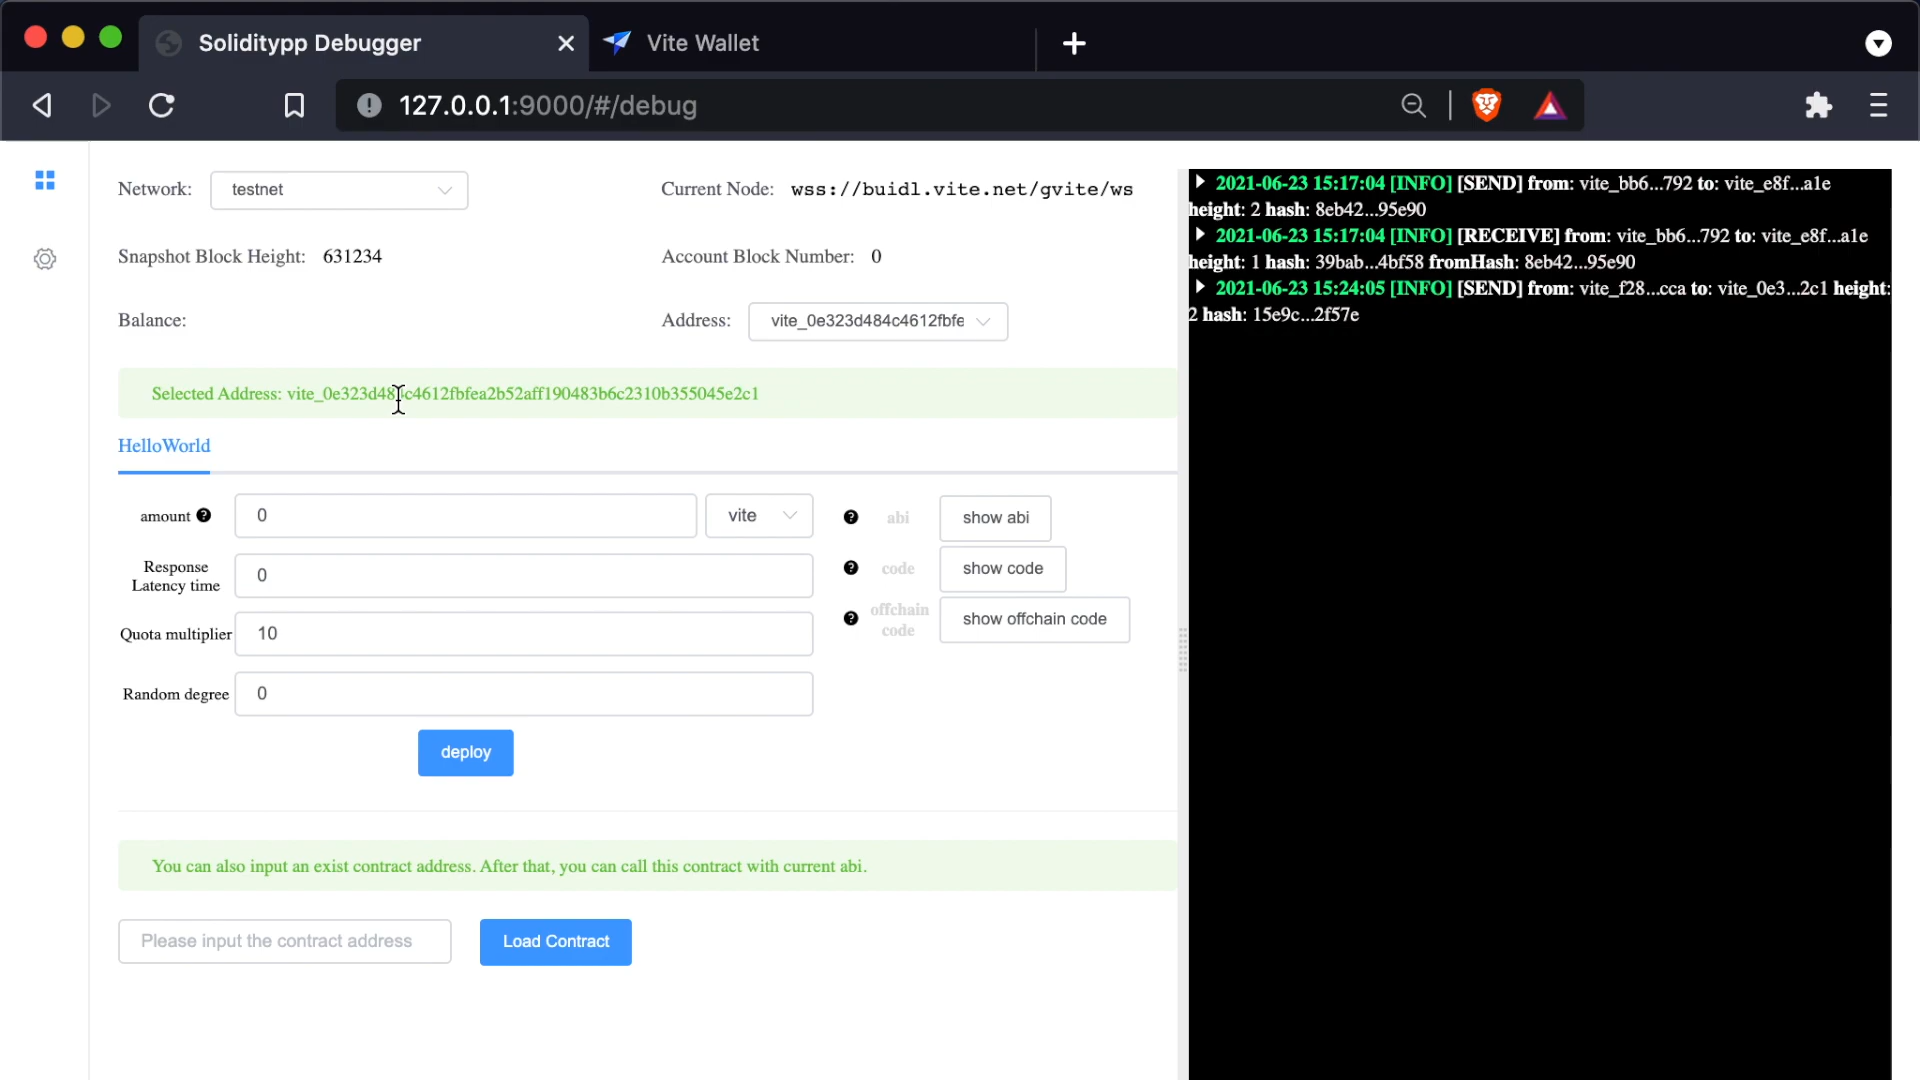 Soliditypp Debugger
Vite Wallet
127.0.0.1:9000/#/debug
Network: testnet
Current Node: wss://buidl.vite.net/gvite/ws
Snapshot Block Height: 631234
Account Block Number: 0
Balance:
Address: vite_0e323d484c4612fbfe
Selected Address: vite_0e323d484c4612fbfea2b52aff190483b6c2310b355045e2c1
HelloWorld
amount 0 vite
abi show abi
Response
Latency time
0
code show code
offchain
code
show offchain code
Quota multiplier 10
Random degree 0
deploy
You can also input an exist contract address. After that, you can call this contract with current abi.
Please input the contract address
Load Contract
2021-06-23 15:17:04 [INFO] [SEND] from: vite_bb6...792 to: vite_e8f...a1e
height: 2 hash: 8eb42...95e90
2021-06-23 15:17:04 [INFO] [RECEIVE] from: vite_bb6...792 to: vite_e8f...a1e
height: 1 hash: 39bab...4bf58 fromHash: 8eb42...95e90
2021-06-23 15:24:05 [INFO] [SEND] from: vite_f28...cca to: vite_0e3...2c1 height:
2 hash: 15e9c...2f57e